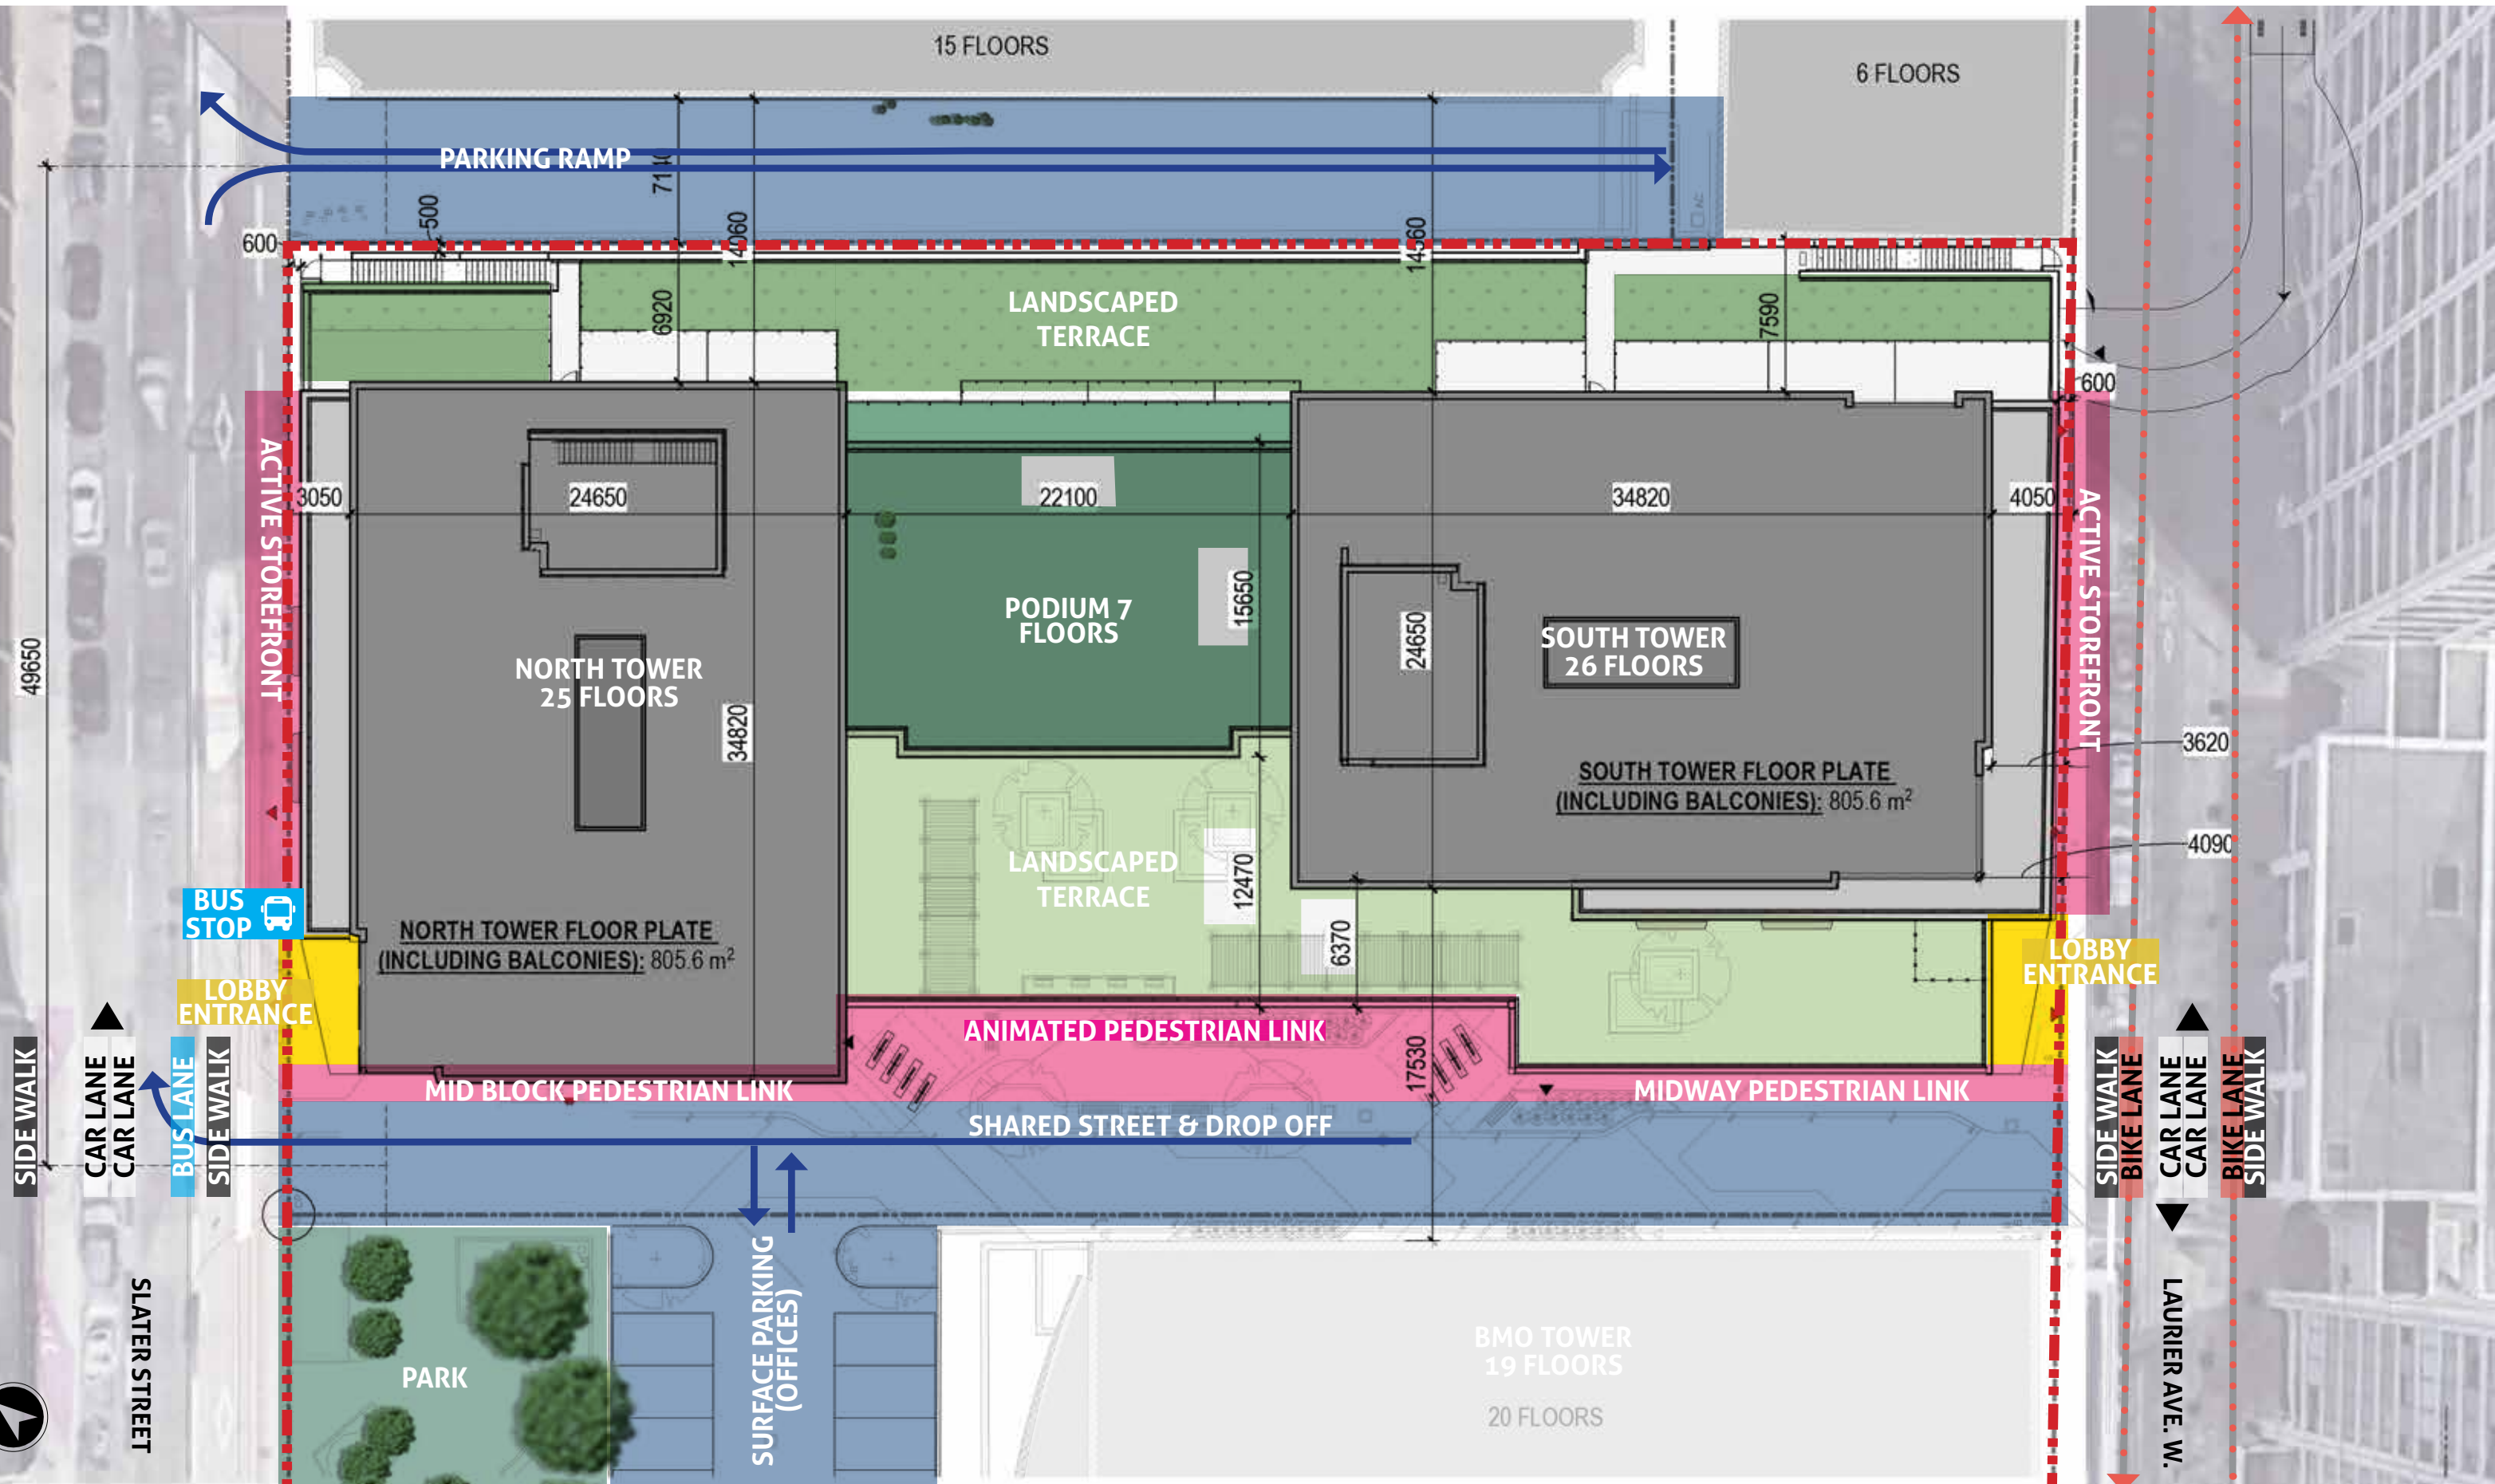 15 FLOORS
6 FLOORS
PARKING RAMP
7140
500
14060
14560
600
6920
LANDSCAPED
TERRACE
7590
600
ACTIVE STOREFRONT
3050
24650
22100
34820
4050
ACTIVE STOREFRONT
15650
24650
PODIUM 7
FLOORS
SOUTH TOWER
26 FLOORS
NORTH TOWER
25 FLOORS
49650
34820
3620
SOUTH TOWER FLOOR PLATE
(INCLUDING BALCONIES): 805.6 m²
4090
LANDSCAPED
TERRACE
12470
BUS
STOP
NORTH TOWER FLOOR PLATE
(INCLUDING BALCONIES): 805.6 m²
6370
LOBBY
ENTRANCE
LOBBY
ENTRANCE
ANIMATED PEDESTRIAN LINK
17530
MID BLOCK PEDESTRIAN LINK
MIDWAY PEDESTRIAN LINK
SHARED STREET & DROP OFF
SIDE WALK
CAR LANE
CAR LANE
BUS LANE
SIDE WALK
SIDE WALK
BIKE LANE
CAR LANE
CAR LANE
BIKE LANE
SIDE WALK
SLATER STREET
PARK
SURFACE PARKING
(OFFICES)
BMO TOWER
19 FLOORS
20 FLOORS
LAURIER AVE. W.